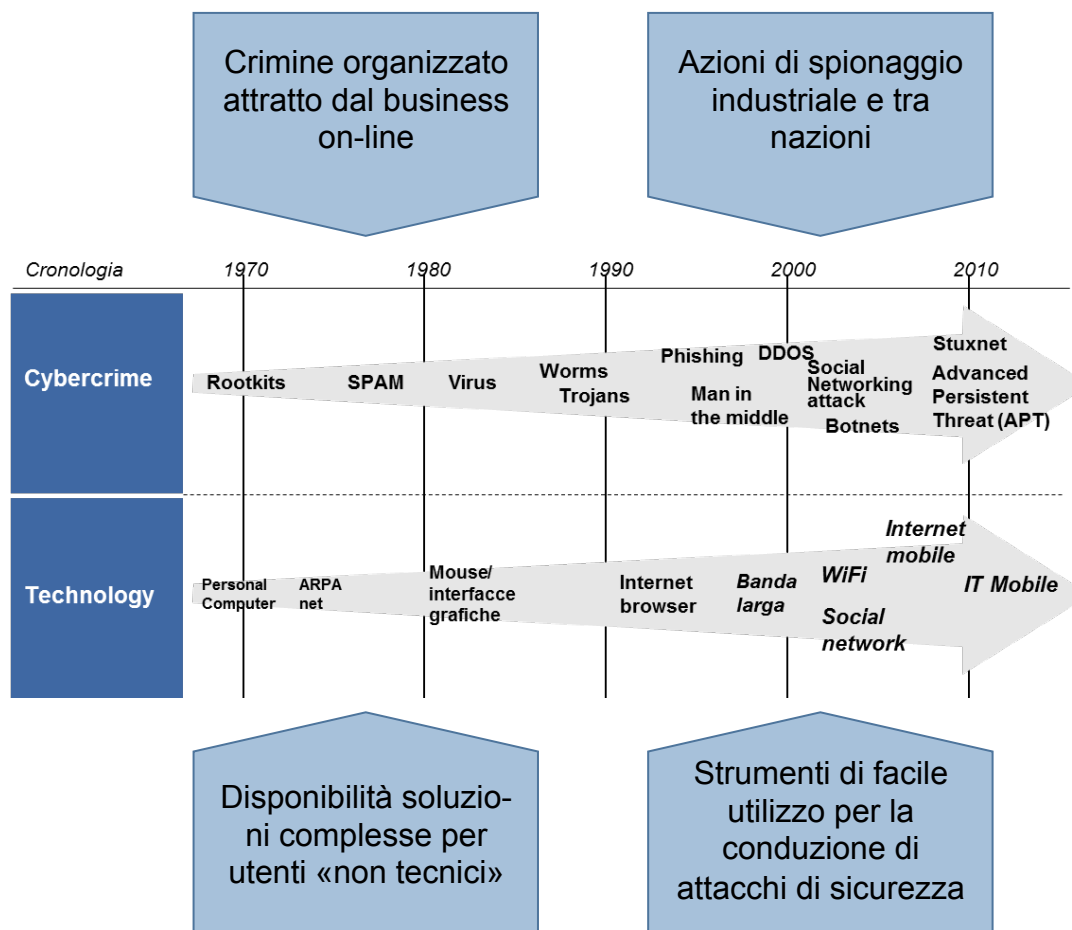 Crimine organizzato
attratto dal business
on-line
Azioni di spionaggio
industriale e tra
nazioni
Cronologia 1970 1980 1990 2000 2010
Cybercrime
Rootkits
SPAM
Virus
Worms
Trojans
Phishing
Man in
the middle
DDOS
Social
Networking
attack
Botnets
Stuxnet
Advanced
Persistent
Threat (APT)
Technology
Personal
Computer
ARPA
net
Mouse/
interfacce
grafiche
Internet
browser
Banda
larga
WiFi
Social
network
Internet
mobile
IT Mobile
Disponibilità soluzio-
ni complesse per
utenti «non tecnici»
Strumenti di facile
utilizzo per la
conduzione di
attacchi di sicurezza